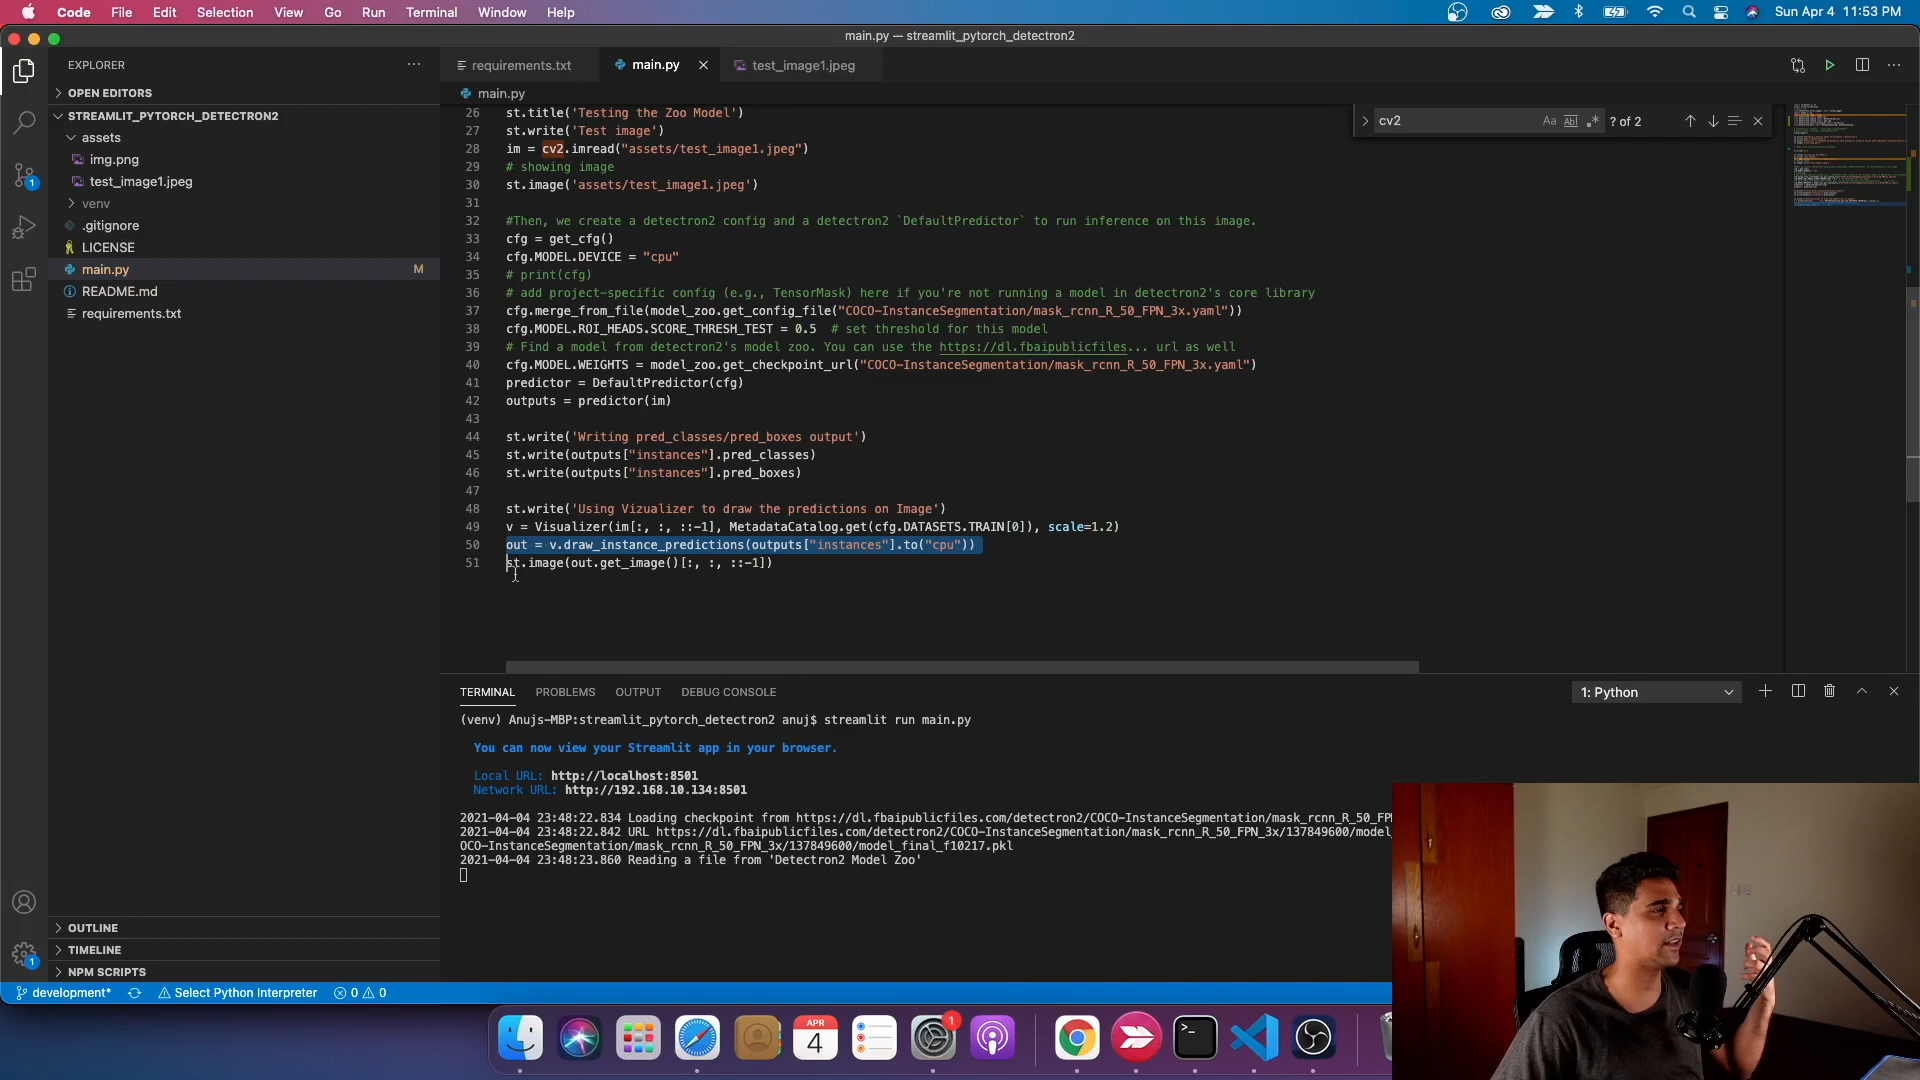 Code File Edit Selection View Go Run Terminal Window Help
Sun Apr 4 11:53 PM
main.py — streamlit_pytorch_detectron2
EXPLORER
OPEN EDITORS
STREAMLIT_PYTORCH_DETECTRON2
assets
img.png
test_image1.jpeg
venv
.gitignore
LICENSE
main.py M
README.md
requirements.txt
OUTLINE
TIMELINE
NPM SCRIPTS
1
1
requirements.txt main.py test_image1.jpeg
main.py
cv2 Aa Abl .* ? of 2
26 st.title('Testing the Zoo Model')
27 st.write('Test image')
28 im = cv2.imread("assets/test_image1.jpeg")
29 # showing image
30 st.image('assets/test_image1.jpeg')
31
32 #Then, we create a detectron2 config and a detectron2 `DefaultPredictor` to run inference on this image.
33 cfg = get_cfg()
34 cfg.MODEL.DEVICE = "cpu"
35 # print(cfg)
36 # add project-specific config (e.g., TensorMask) here if you're not running a model in detectron2's core library
37 cfg.merge_from_file(model_zoo.get_config_file("COCO-InstanceSegmentation/mask_rcnn_R_50_FPN_3x.yaml"))
38 cfg.MODEL.ROI_HEADS.SCORE_THRESH_TEST = 0.5  # set threshold for this model
39 # Find a model from detectron2's model zoo. You can use the https://dl.fbaipublicfiles... url as well
40 cfg.MODEL.WEIGHTS = model_zoo.get_checkpoint_url("COCO-InstanceSegmentation/mask_rcnn_R_50_FPN_3x.yaml")
41 predictor = DefaultPredictor(cfg)
42 outputs = predictor(im)
43
44 st.write('Writing pred_classes/pred_boxes output')
45 st.write(outputs["instances"].pred_classes)
46 st.write(outputs["instances"].pred_boxes)
47
48 st.write('Using Vizualizer to draw the predictions on Image')
49 v = Visualizer(im[:, :, ::-1], MetadataCatalog.get(cfg.DATASETS.TRAIN[0]), scale=1.2)
50 out = v.draw_instance_predictions(outputs["instances"].to("cpu"))
51 st.image(out.get_image()[:, :, ::-1])
TERMINAL PROBLEMS OUTPUT DEBUG CONSOLE 1: Python
(venv) Anujs-MBP:streamlit_pytorch_detectron2 anuj$ streamlit run main.py
You can now view your Streamlit app in your browser.
Local URL: http://localhost:8501
Network URL: http://192.168.10.134:8501
2021-04-04 23:48:22.834 Loading checkpoint from https://dl.fbaipublicfiles.com/detectron2/COCO-InstanceSegmentation/mask_rcnn_R_50_FPN
2021-04-04 23:48:22.842 URL https://dl.fbaipublicfiles.com/detectron2/COCO-InstanceSegmentation/mask_rcnn_R_50_FPN_3x/137849600/model_
OCO-InstanceSegmentation/mask_rcnn_R_50_FPN_3x/137849600/model_final_f10217.pkl
2021-04-04 23:48:23.860 Reading a file from 'Detectron2 Model Zoo'
development* Select Python Interpreter 0 0
APR
4
1